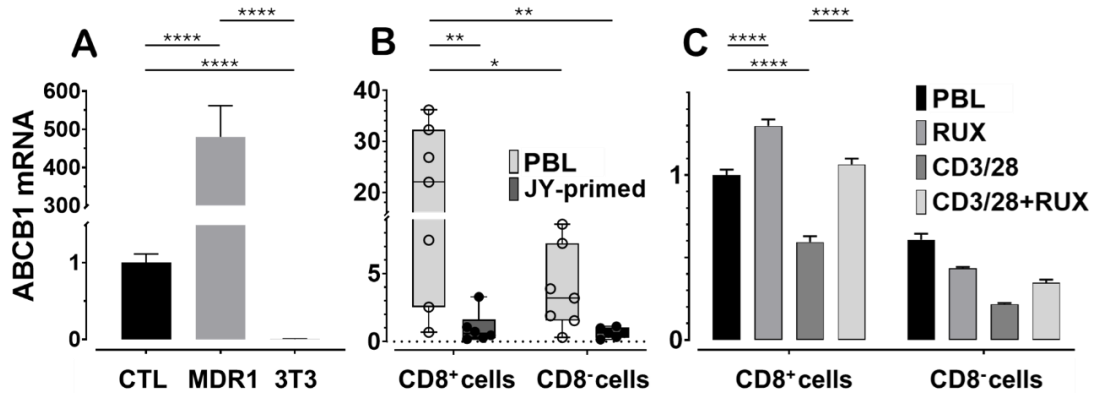 A
****
****
****
ABCB1 mRNA
600
500
400
300
1
0
CTL MDR1 3T3
B
**
**
*
40
30
20
5
0
PBL
JY-primed
CD8⁺cells CD8⁻cells
C
****
****
****
1
0
PBL
RUX
CD3/28
CD3/28+RUX
CD8⁺cells CD8⁻cells